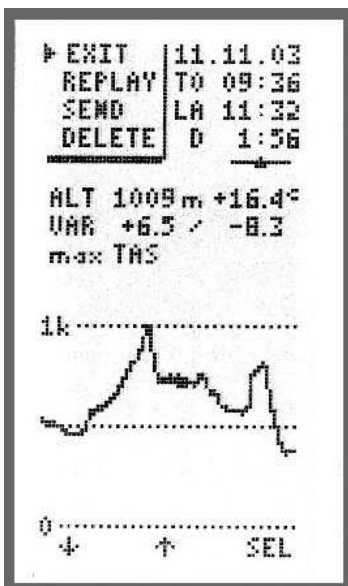 EXIT 11.11.03
REPLAY TO 09:36
SEND LA 11:32
DELETE D 1:56
ALT 1009 m +16.4°
VAR +6.5 / -8.3
max TAS
1k
0
SEL